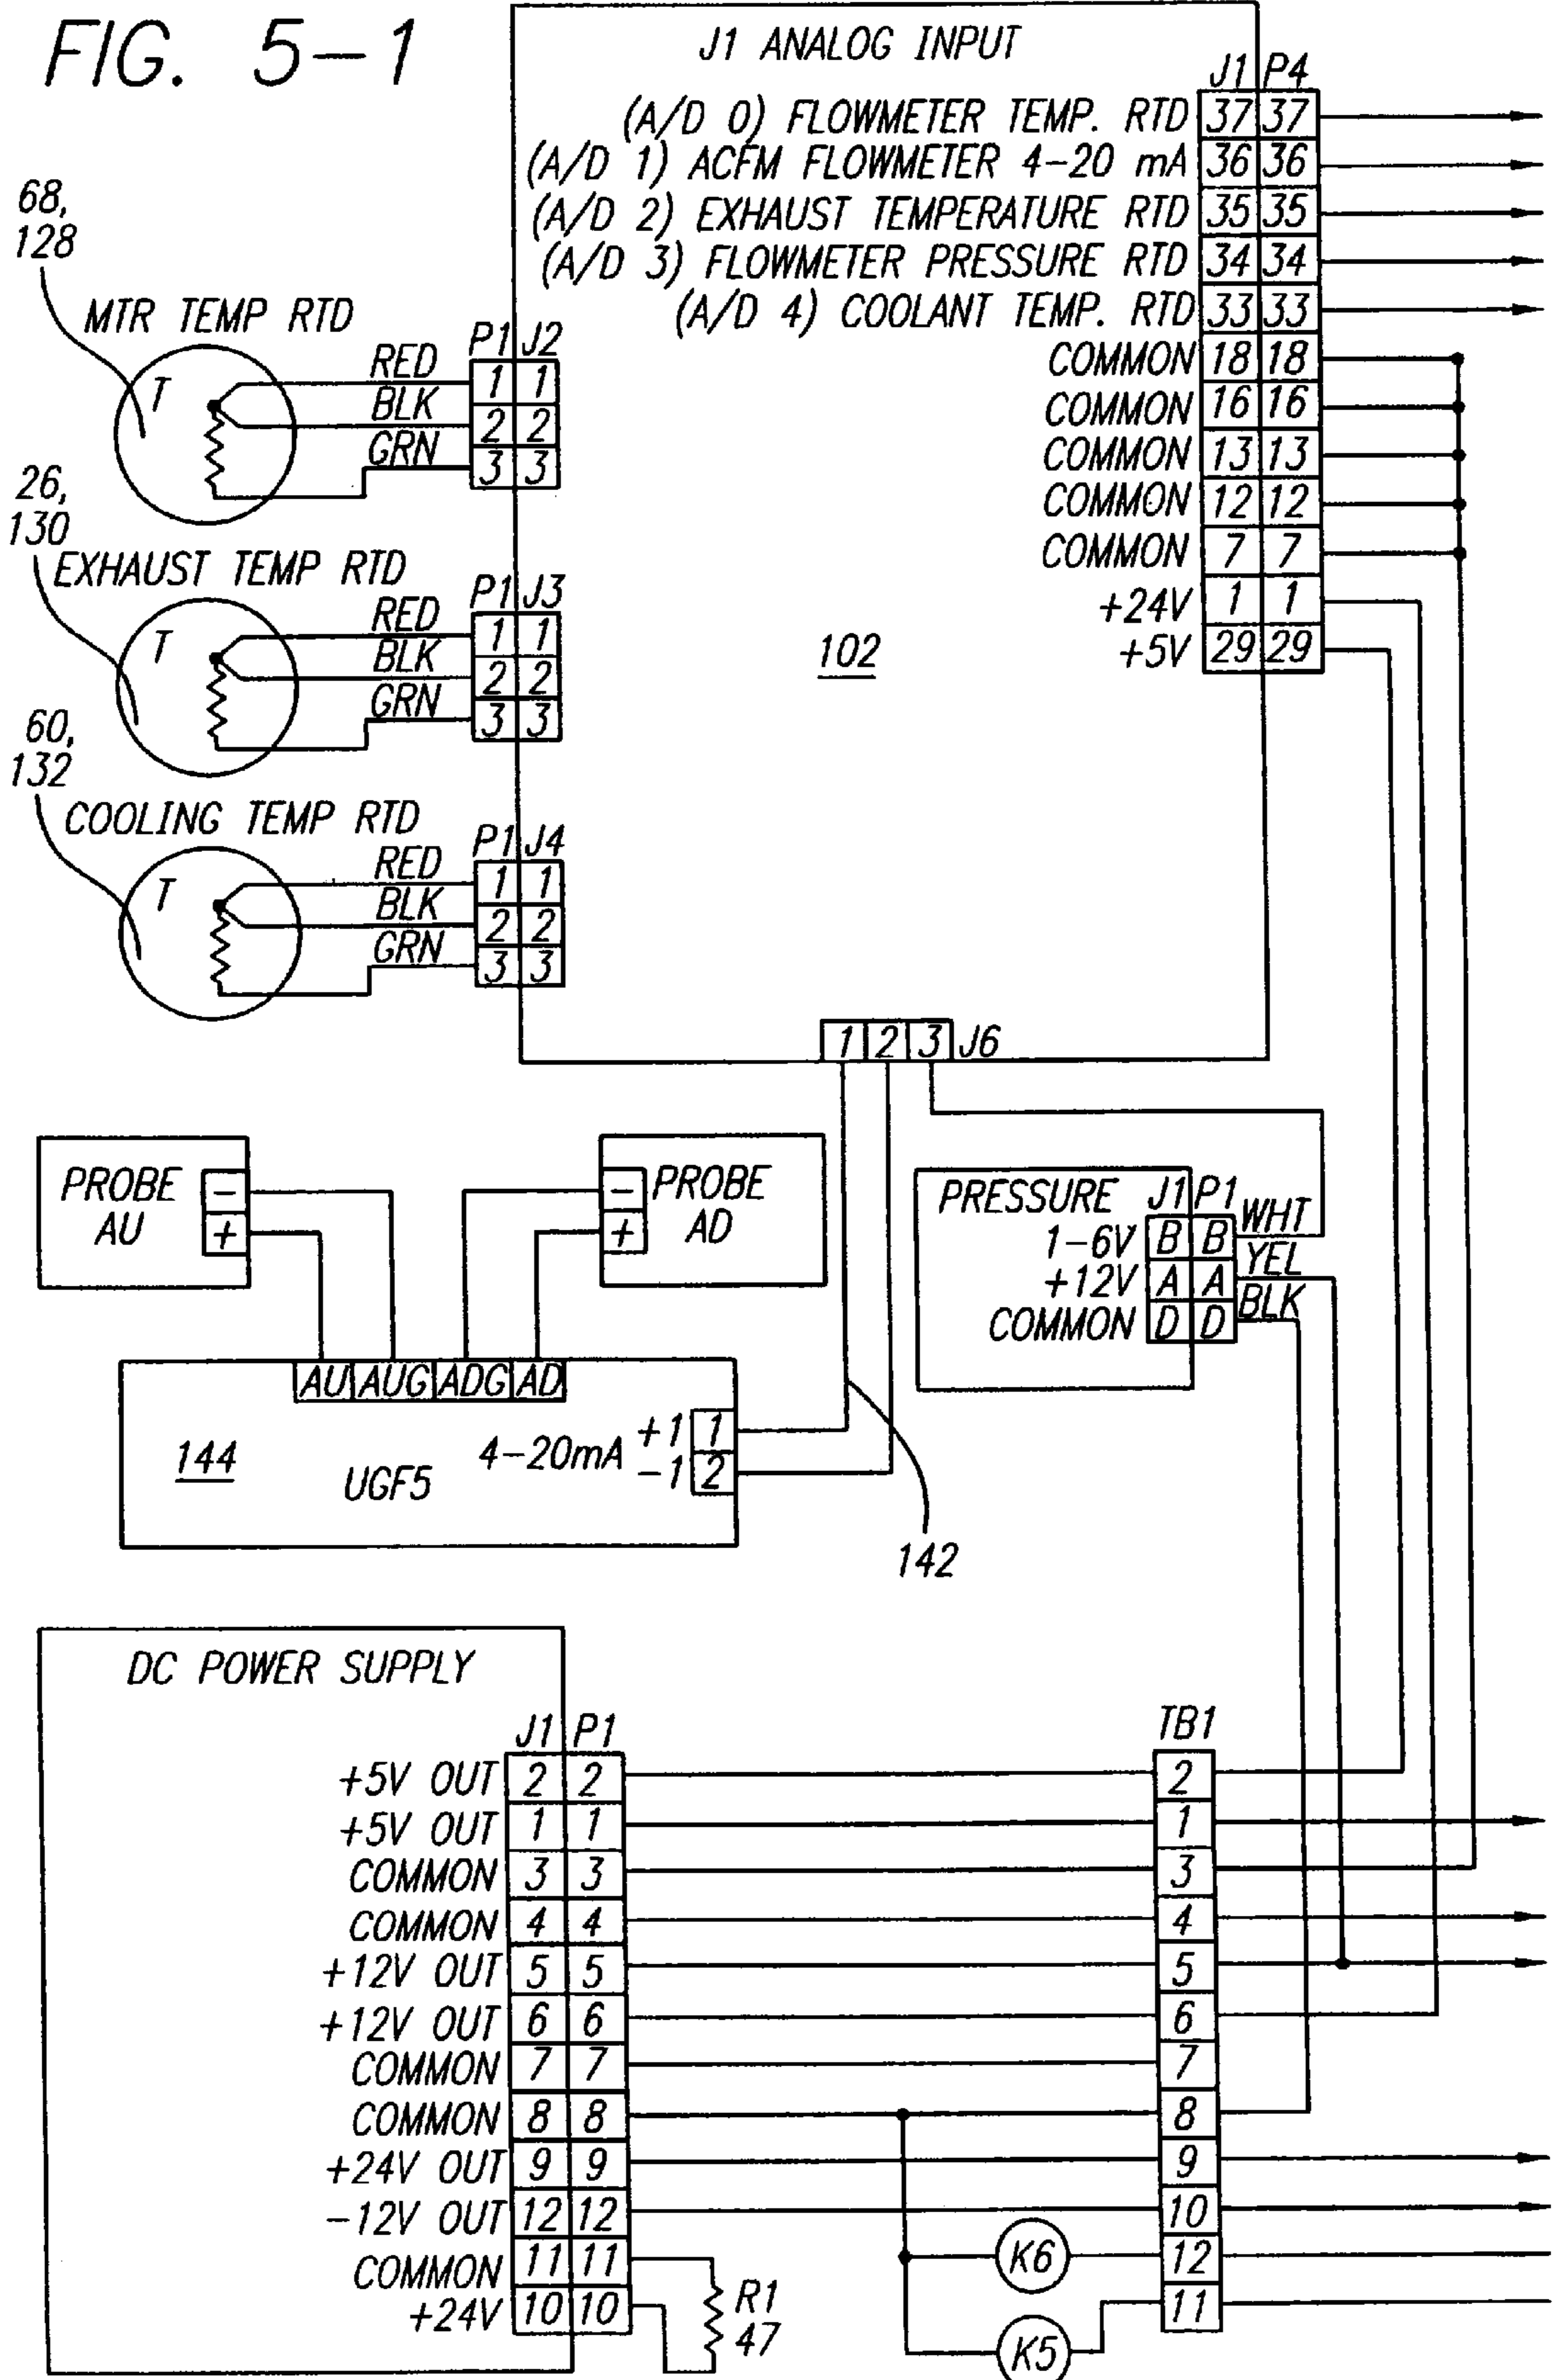 FIG. 5-1
J1 ANALOG INPUT
J1 P4
(A/D 0) FLOWMETER TEMP. RTD 37 37
(A/D 1) ACFM FLOWMETER 4-20 mA 36 36
(A/D 2) EXHAUST TEMPERATURE RTD 35 35
(A/D 3) FLOWMETER PRESSURE RTD 34 34
(A/D 4) COOLANT TEMP. RTD 33 33
COMMON 18 18
COMMON 16 16
COMMON 13 13
COMMON 12 12
COMMON 7 7
+24V 1 1
+5V 29 29
102
68,
128
MTR TEMP RTD
T
P1 J2
RED 1 1
BLK 2 2
GRN 3 3
26,
130
EXHAUST TEMP RTD
T
P1 J3
RED 1 1
BLK 2 2
GRN 3 3
60,
132
COOLING TEMP RTD
T
P1 J4
RED 1 1
BLK 2 2
GRN 3 3
1 2 3 J6
PROBE
AU
-
+
-
+
PROBE
AD
PRESSURE J1 P1
1-6V B B WHT
+12V A A YEL
COMMON D D BLK
AU AUG ADG AD
144
UGF5
4-20mA
+1 1
-1 2
142
DC POWER SUPPLY
J1 P1
TB1
+5V OUT 2 2 2
+5V OUT 1 1 1
COMMON 3 3 3
COMMON 4 4 4
+12V OUT 5 5 5
+12V OUT 6 6 6
COMMON 7 7 7
COMMON 8 8 8
+24V OUT 9 9 9
-12V OUT 12 12 10
COMMON 11 11 K6 12
+24V 10 10 K5 11
R1
47